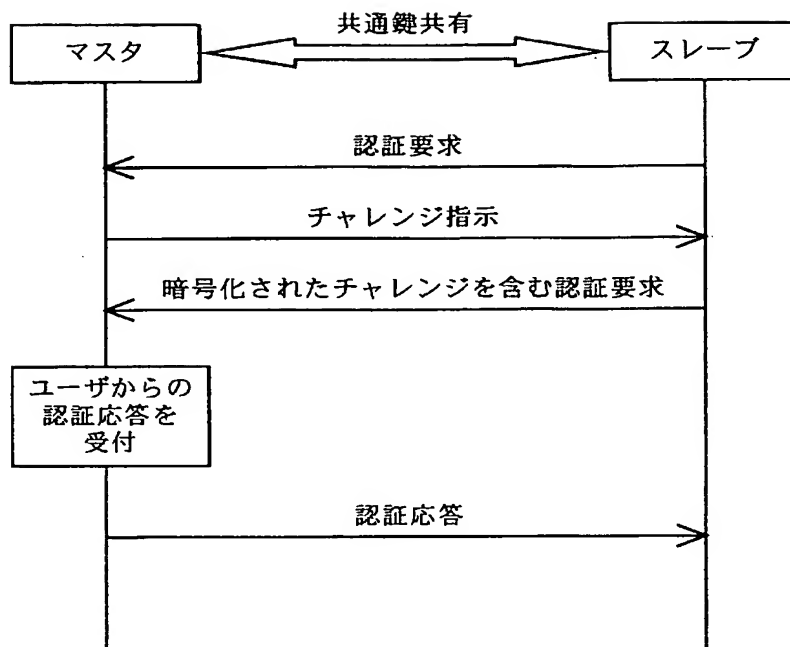 共通鍵共有
マスタ
スレーブ
認証要求
チャレンジ指示
暗号化されたチャレンジを含む認証要求
ユーザからの
認証応答を
受付
認証応答